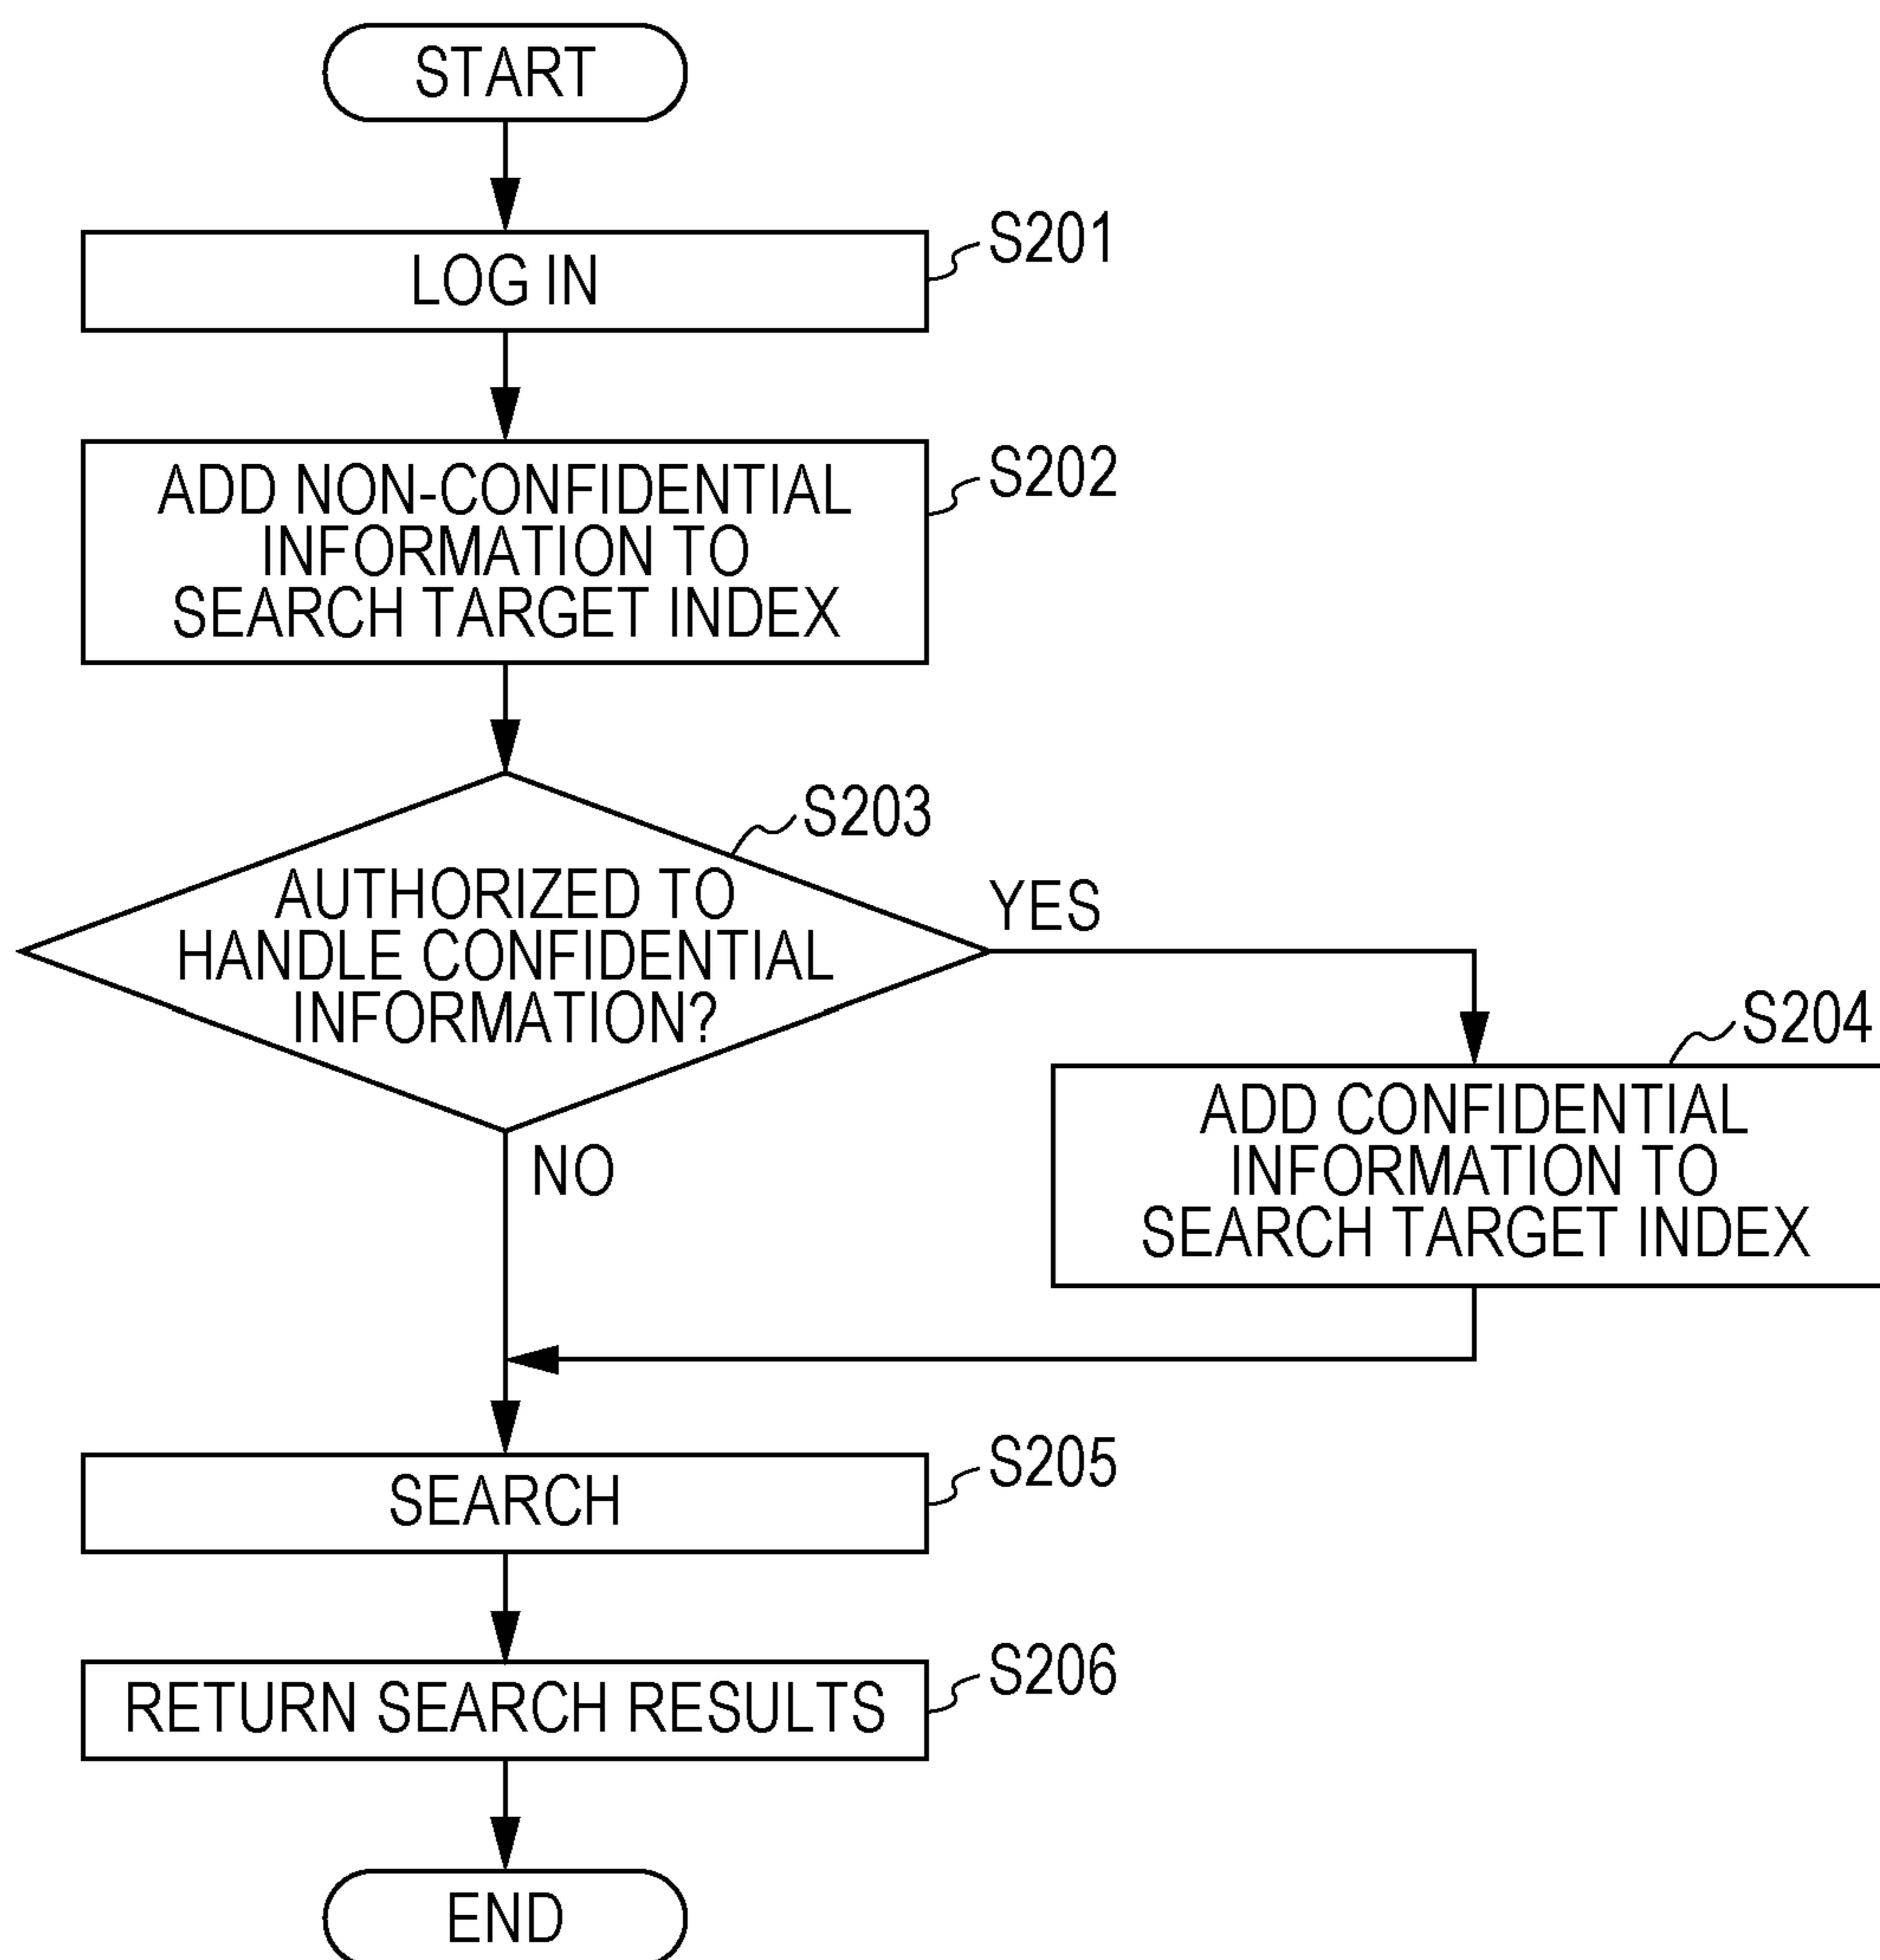 START
LOG IN
S201
ADD NON-CONFIDENTIAL
INFORMATION TO
SEARCH TARGET INDEX
S202
S203
AUTHORIZED TO
HANDLE CONFIDENTIAL
INFORMATION?
YES
NO
S204
ADD CONFIDENTIAL
INFORMATION TO
SEARCH TARGET INDEX
SEARCH
S205
RETURN SEARCH RESULTS
S206
END